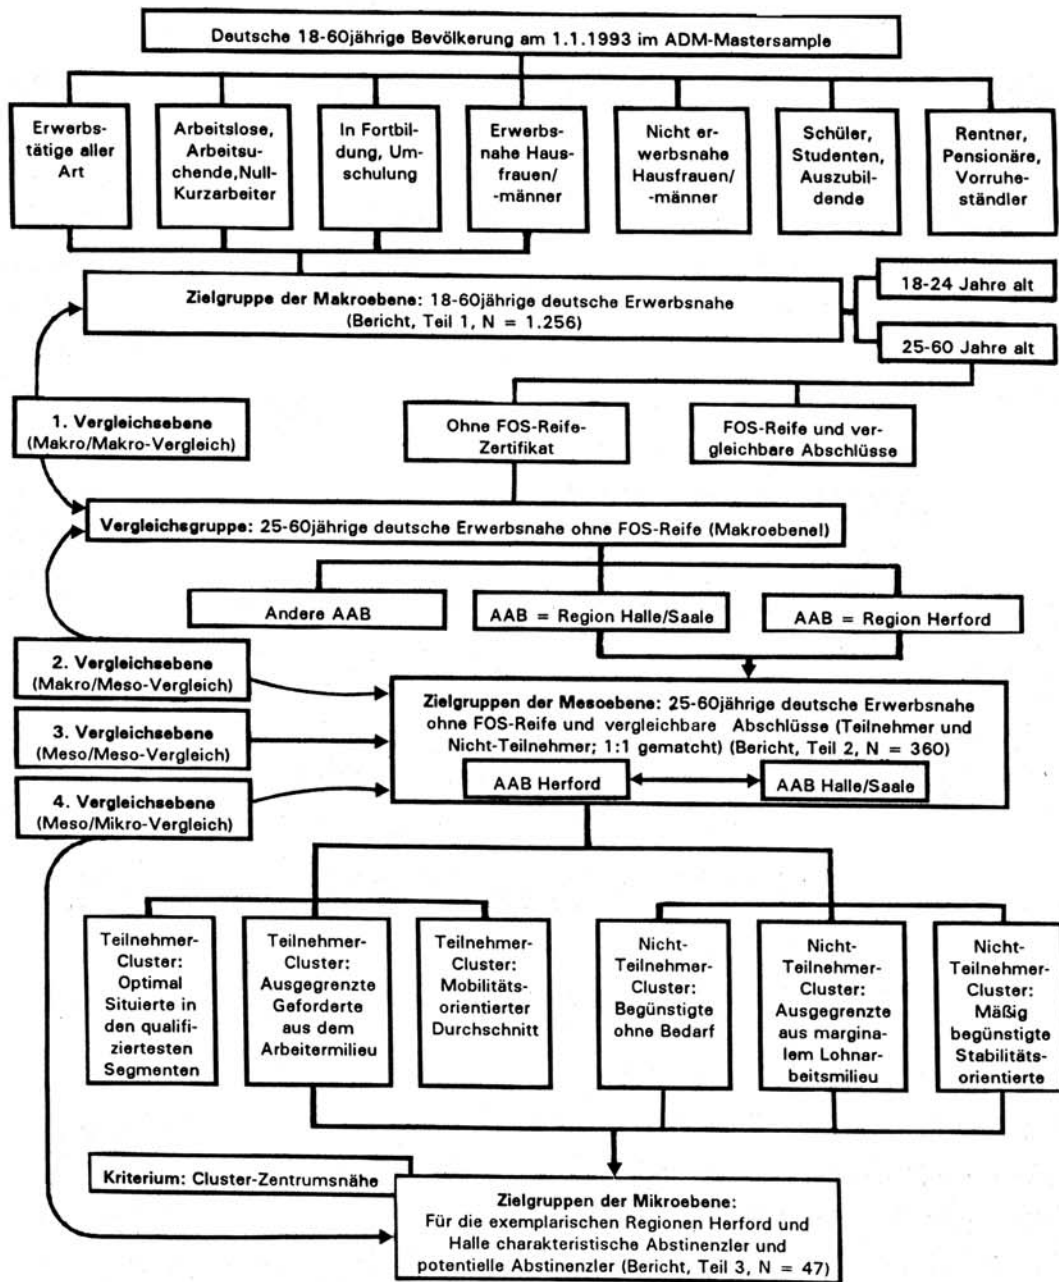 Deutsche 18-60jährige Bevölkerung am 1.1.1993 im ADM-Mastersample
Erwerbs-
tätige aller
Art
Arbeitslose,
Arbeitsu-
chende,Null-
Kurzarbeiter
In Fortbil-
dung, Um-
schulung
Erwerbs-
nahe Haus-
frauen/
-männer
Nicht er-
werbsnahe
Hausfrauen/
-männer
Schüler,
Studenten,
Auszubil-
dende
Rentner,
Pensionäre,
Vorruhe-
ständler
Zielgruppe der Makroebene: 18-60jährige deutsche Erwerbsnahe
(Bericht, Teil 1, N = 1.256)
18-24 Jahre alt
25-60 Jahre alt
1. Vergleichsebene
(Makro/Makro-Vergleich)
Ohne FOS-Reife-
Zertifikat
FOS-Reife und ver-
gleichbare Abschlüsse
Vergleichsgruppe: 25-60jährige deutsche Erwerbsnahe ohne FOS-Reife (Makroebene!)
Andere AAB
AAB = Region Halle/Saale
AAB = Region Herford
2. Vergleichsebene
(Makro/Meso-Vergleich)
3. Vergleichsebene
(Meso/Meso-Vergleich)
4. Vergleichsebene
(Meso/Mikro-Vergleich)
Zielgruppen der Mesoebene: 25-60jährige deutsche Erwerbsnahe
ohne FOS-Reife und vergleichbare Abschlüsse (Teilnehmer und
Nicht-Teilnehmer; 1:1 gematcht) (Bericht, Teil 2, N = 360)
AAB Herford
AAB Halle/Saale
Teilnehmer-
Cluster:
Optimal
Situierte in
den qualifi-
ziertesten
Segmenten
Teilnehmer-
Cluster:
Ausgegrenzte
Geforderte
aus dem
Arbeitermilieu
Teilnehmer-
Cluster:
Mobilitäts-
orientierter
Durchschnitt
Nicht-
Teilnehmer-
Cluster:
Begünstigte
ohne Bedarf
Nicht-
Teilnehmer-
Cluster:
Ausgegrenzte
aus margina-
lem Lohnar-
beitsmilieu
Nicht-
Teilnehmer-
Cluster:
Mäßig
begünstigte
Stabilitäts-
orientierte
Kriterium: Cluster-Zentrumsnähe
Zielgruppen der Mikroebene:
Für die exemplarischen Regionen Herford und
Halle charakteristische Abstinenzler und
potentielle Abstinenzler (Bericht, Teil 3, N = 47)